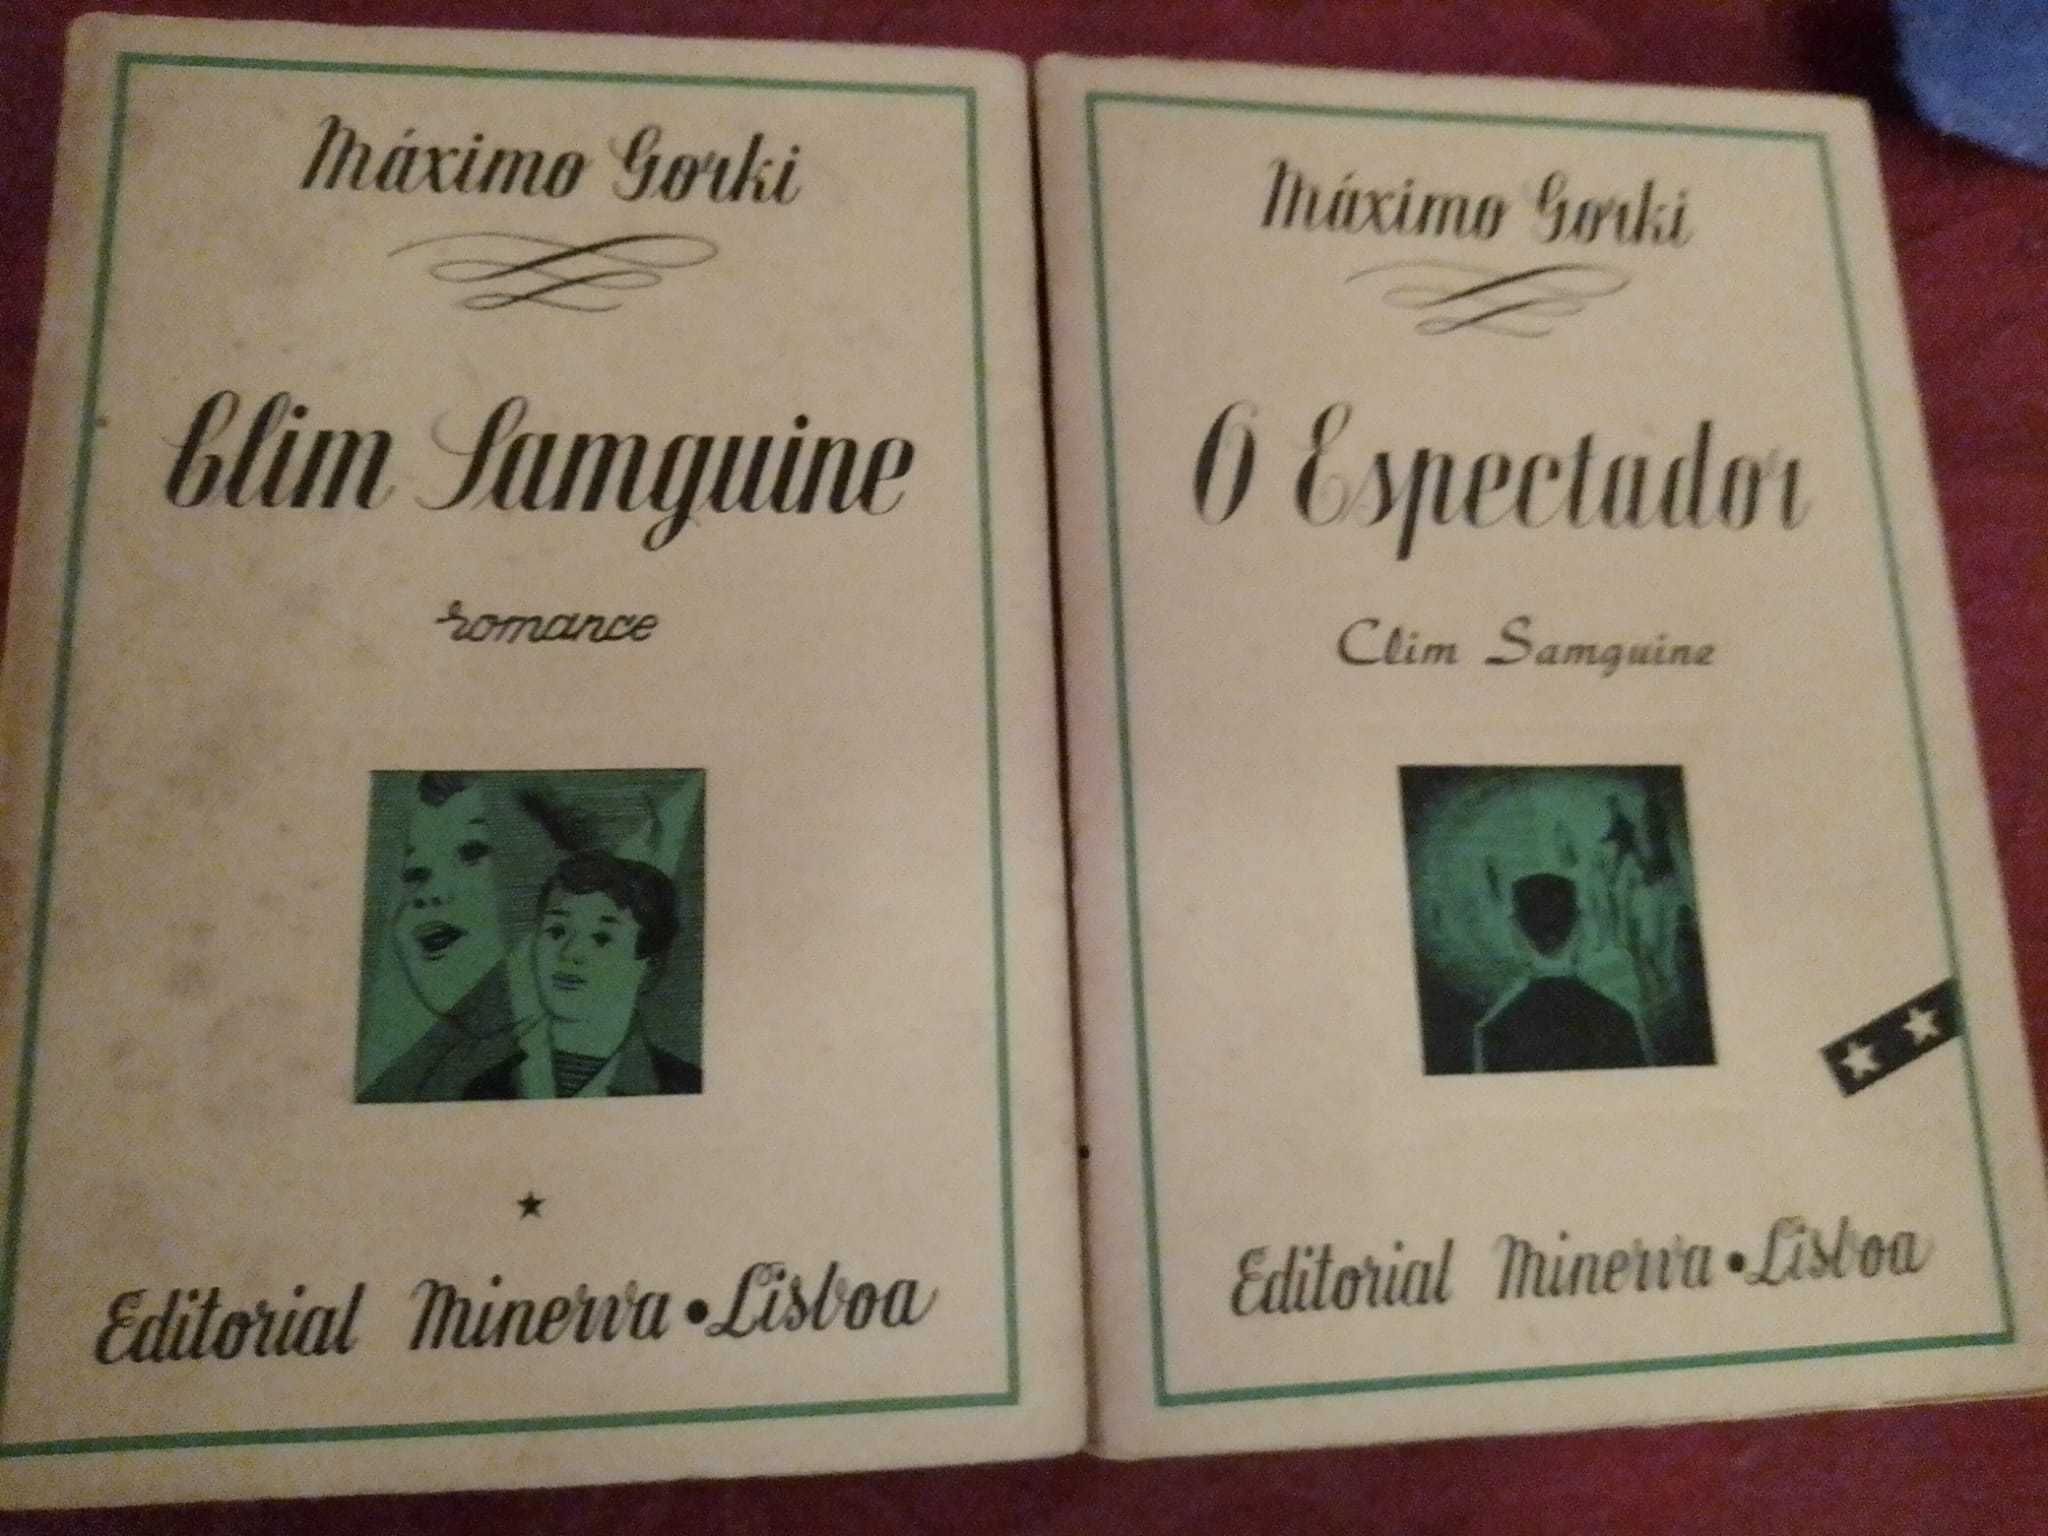 Máximo Gorki
Clim Samguine
romance
Editorial Minerva • Lisboa
Máximo Gorki
O Espectador
Clim Samguine
Editorial Minerva • Lisboa